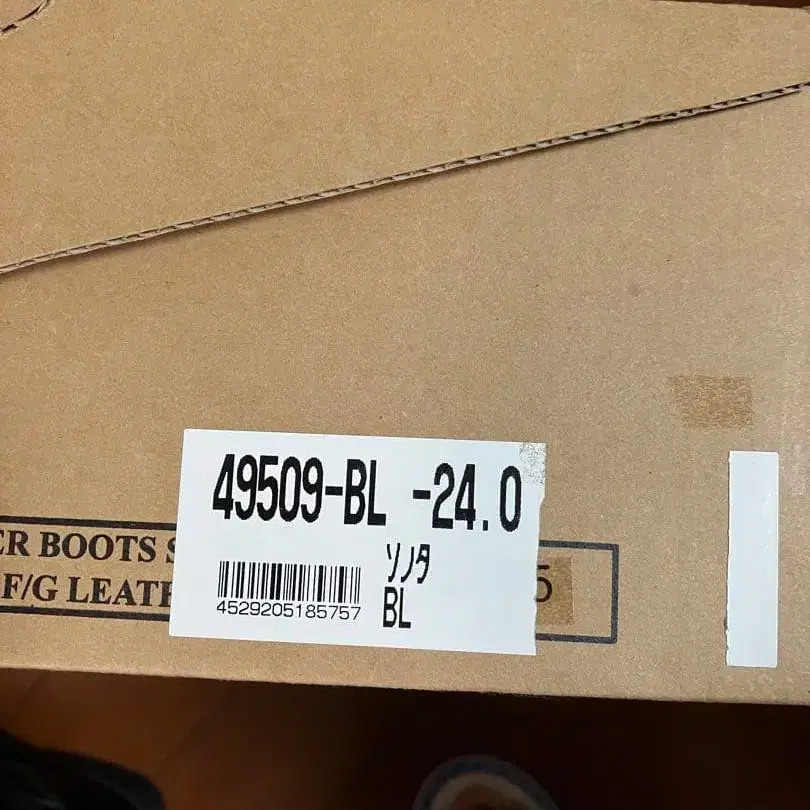 49509-BL -24.0
ソノタ
4529205185757
BL
ER BOOTS S
F/G LEATH
5